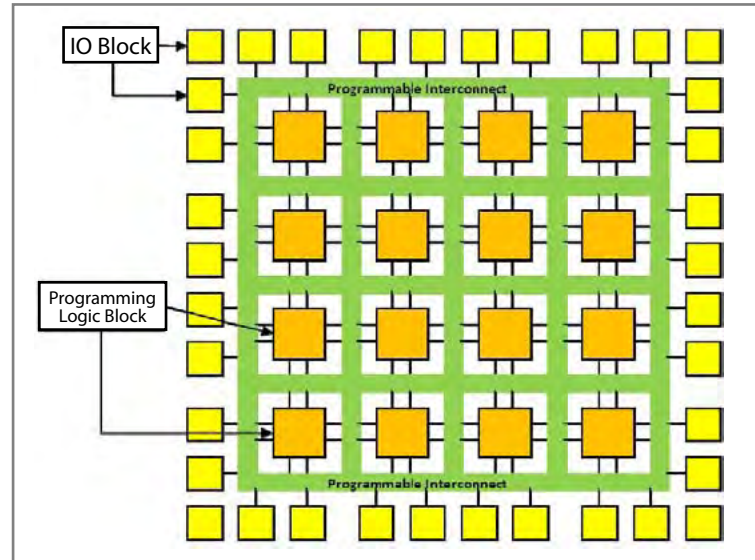 IO Block
Programmable Interconnect
Programming
Logic Block
Programmable Interconnect